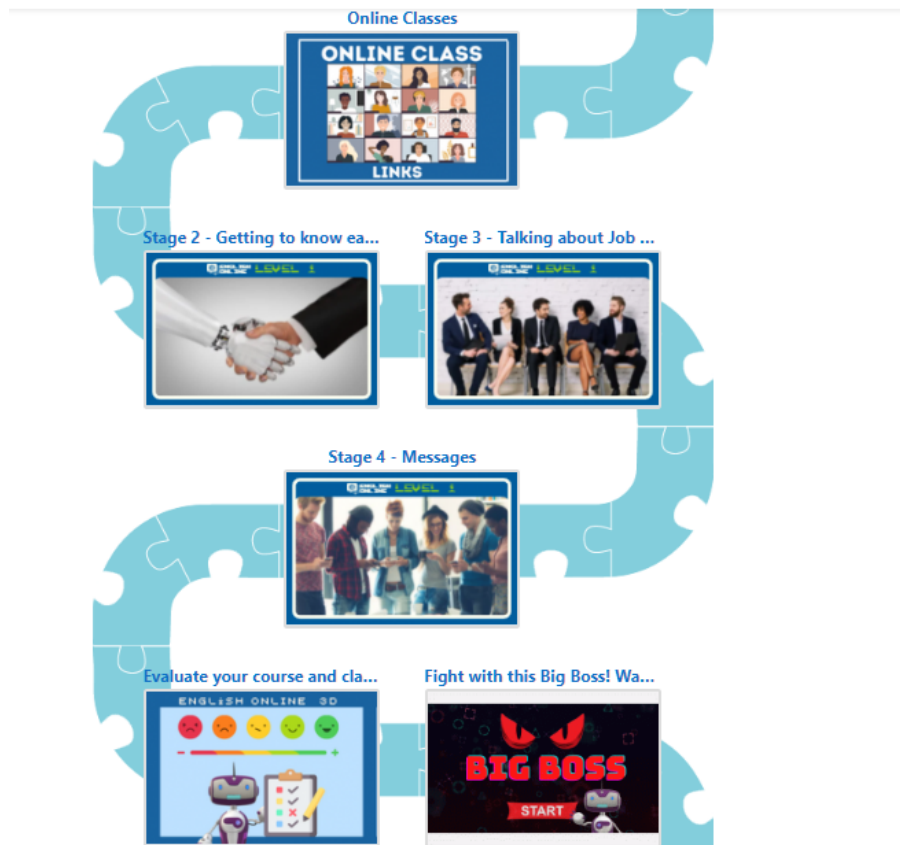 Online Classes
ONLINE CLASS
LINKS
Stage 2 - Getting to know ea...
Stage 3 - Talking about Job ...
LEVEL 1
LEVEL 1
Stage 4 - Messages
LEVEL 1
Evaluate your course and cla...
Fight with this Big Boss! Wa...
ENGLISH ONLINE 3D
- +
BIG BOSS
START